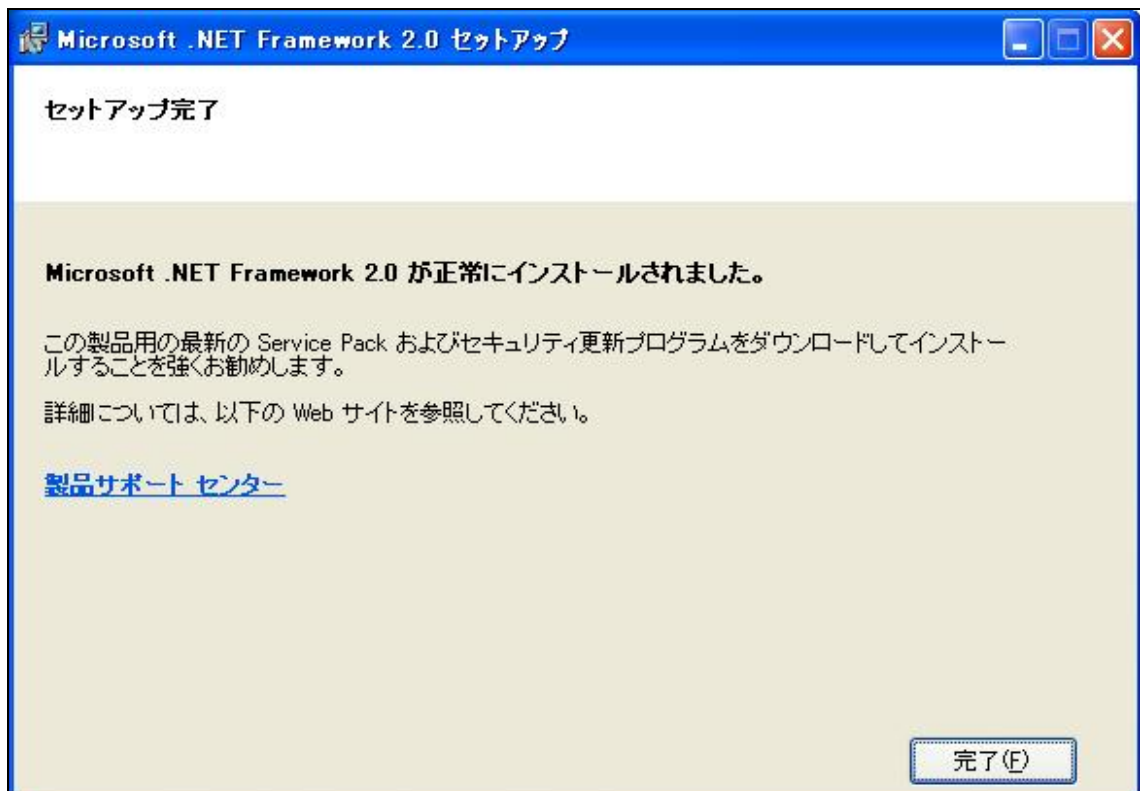 Microsoft .NET Framework 2.0 セットアップ
セットアップ完了
Microsoft .NET Framework 2.0 が正常にインストールされました。
この製品用の最新の Service Pack およびセキュリティ更新プログラムをダウンロードしてインストー
ルすることを強くお勧めします。
詳細については、以下の Web サイトを参照してください。
製品サポート センター
完了(F)